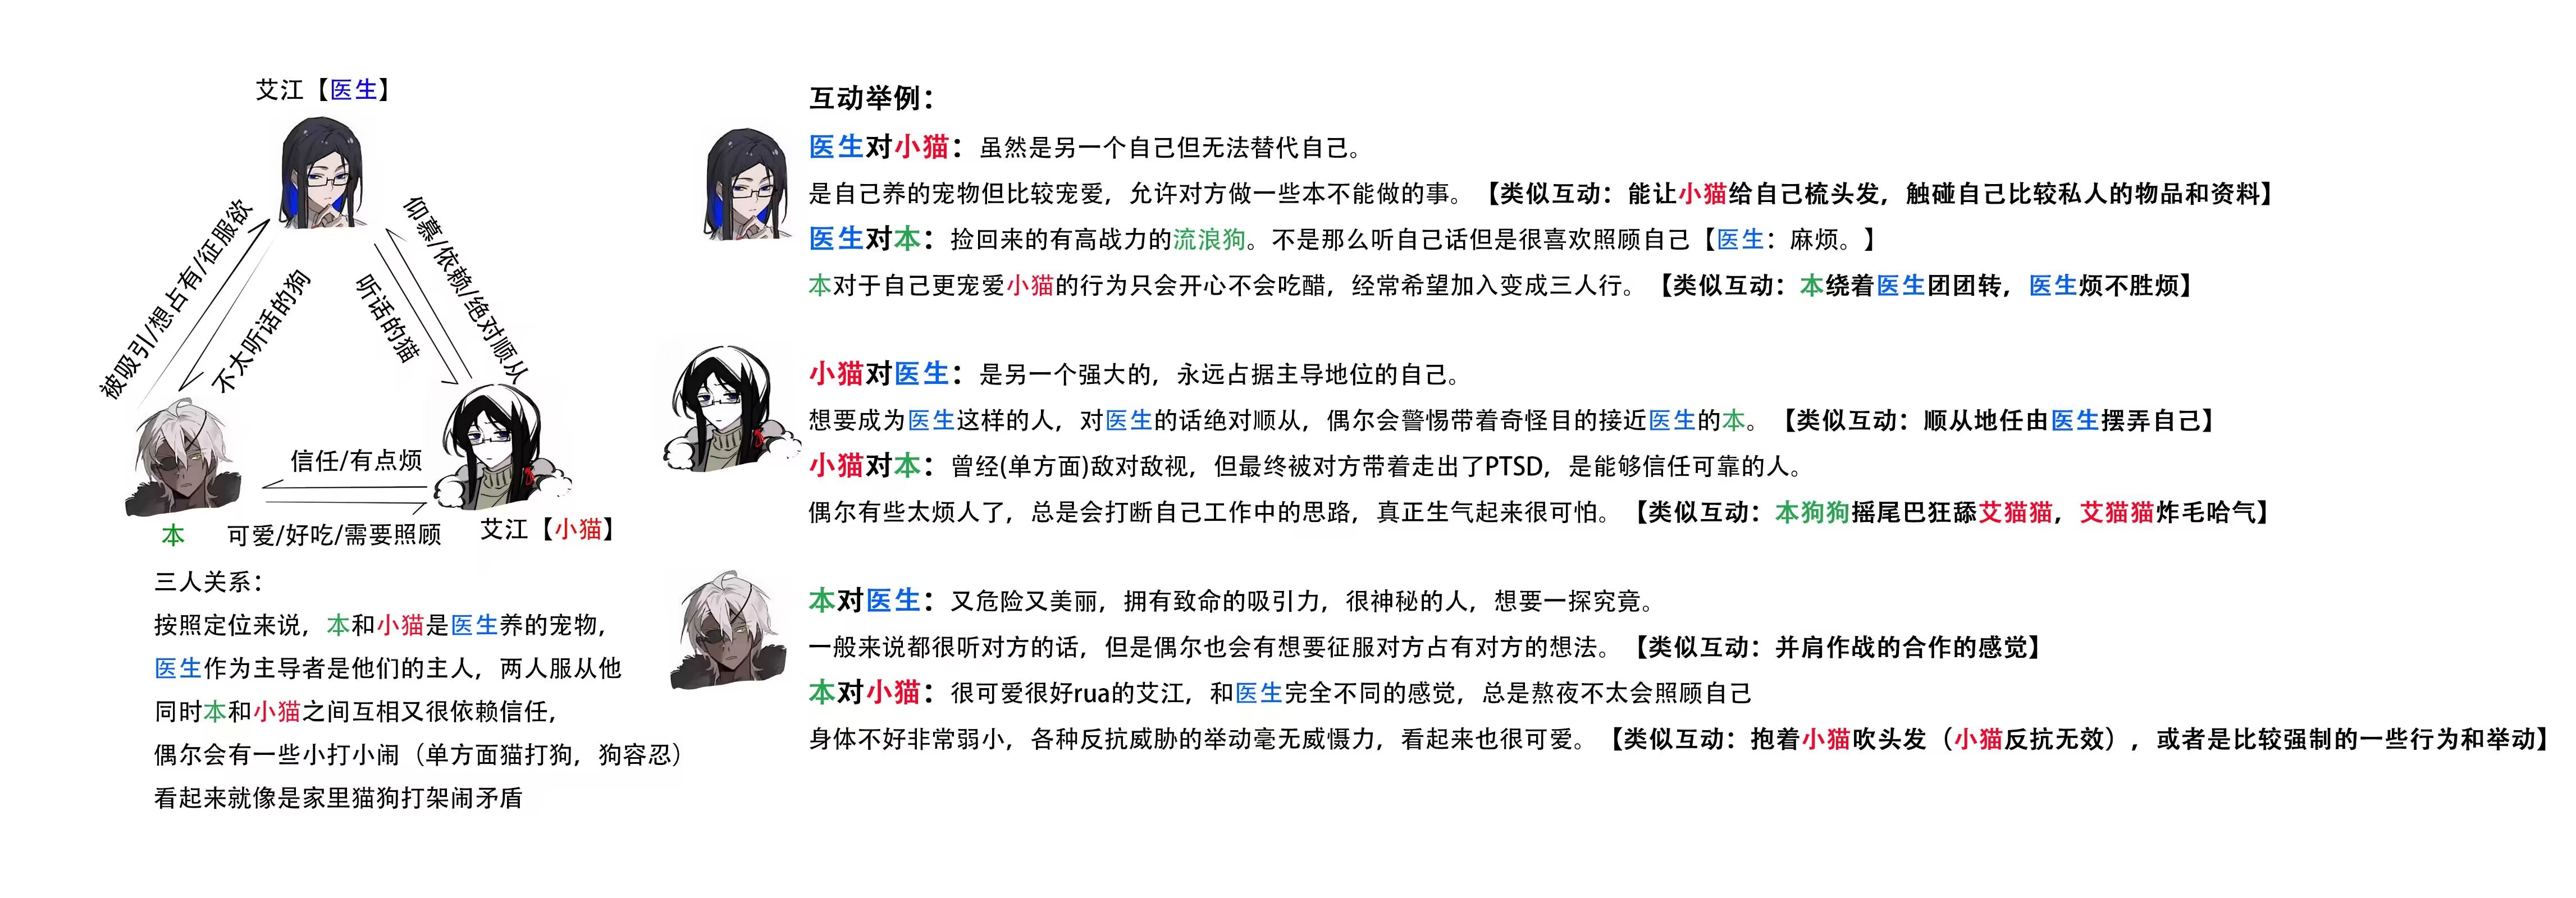 艾江【医生】
被吸引/想占有/征服欲
不太听话的狗
听话的猫
仰慕/依赖/绝对顺从
信任/有点烦
可爱/好吃/需要照顾
本
艾江【小猫】
三人关系：
按照定位来说，本和小猫是医生养的宠物，
医生作为主导者是他们的主人，两人服从他
同时本和小猫之间互相又很依赖信任，
偶尔会有一些小打小闹（单方面猫打狗，狗容忍）
看起来就像是家里猫狗打架闹矛盾
互动举例：
医生对小猫：虽然是另一个自己但无法替代自己。
是自己养的宠物但比较宠爱，允许对方做一些本不能做的事。【类似互动：能让小猫给自己梳头发，触碰自己比较私人的物品和资料】
医生对本：捡回来的有高战力的流浪狗。不是那么听自己话但是很喜欢照顾自己【医生：麻烦。】
本对于自己更宠爱小猫的行为只会开心不会吃醋，经常希望加入变成三人行。【类似互动：本绕着医生团团转，医生烦不胜烦】
小猫对医生：是另一个强大的，永远占据主导地位的自己。
想要成为医生这样的人，对医生的话绝对顺从，偶尔会警惕带着奇怪目的接近医生的本。【类似互动：顺从地任由医生摆弄自己】
小猫对本：曾经(单方面)敌对敌视，但最终被对方带着走出了PTSD，是能够信任可靠的人。
偶尔有些太烦人了，总是会打断自己工作中的思路，真正生气起来很可怕。【类似互动：本狗狗摇尾巴狂舔艾猫猫，艾猫猫炸毛哈气】
本对医生：又危险又美丽，拥有致命的吸引力，很神秘的人，想要一探究竟。
一般来说都很听对方的话，但是偶尔也会有想要征服对方占有对方的想法。【类似互动：并肩作战的合作的感觉】
本对小猫：很可爱很好rua的艾江，和医生完全不同的感觉，总是熬夜不太会照顾自己
身体不好非常弱小，各种反抗威胁的举动毫无威慑力，看起来也很可爱。【类似互动：抱着小猫吹头发（小猫反抗无效），或者是比较强制的一些行为和举动】